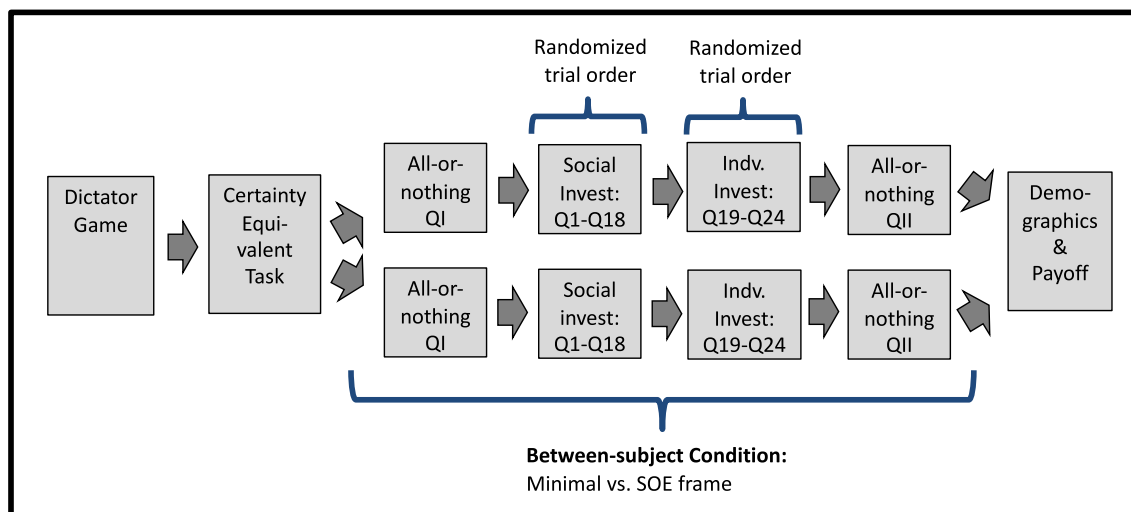 Randomized
trial order
Randomized
trial order
Dictator
Game
Certainty
Equi-
valent
Task
All-or-
nothing
QI
Social
Invest:
Q1-Q18
Indv.
Invest:
Q19-Q24
All-or-
nothing
QII
All-or-
nothing
QI
Social
invest:
Q1-Q18
Indv.
Invest:
Q19-Q24
All-or-
nothing
QII
Demo-
graphics
&
Payoff
Between-subject Condition:
Minimal vs. SOE frame